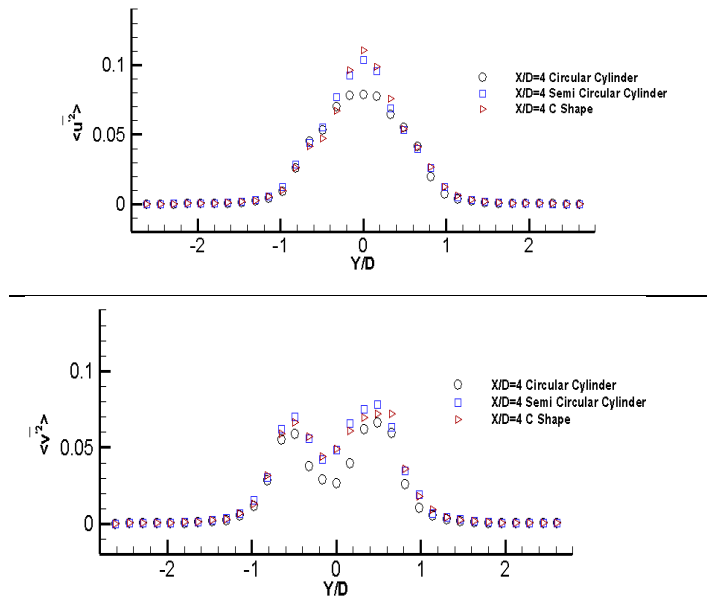 0.1
0.05
0
<u'²>
X/D=4 Circular Cylinder
X/D=4 Semi Circular Cylinder
X/D=4 C Shape
-2 -1 0 1 2
Y/D
0.1
0.05
0
<v'²>
X/D=4 Circular Cylinder
X/D=4 Semi Circular Cylinder
X/D=4 C Shape
-2 -1 0 1 2
Y/D